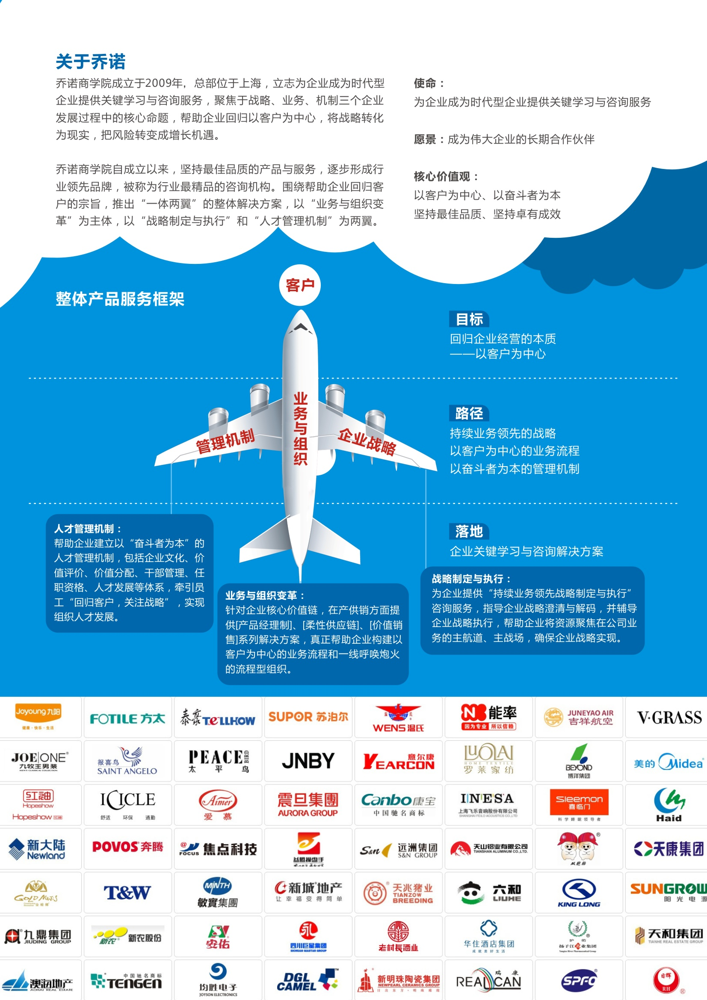 关于乔诺
乔诺商学院成立于2009年，总部位于上海，立志为企业成为时代型
企业提供关键学习与咨询服务，聚焦于战略、业务、机制三个企业
发展过程中的核心命题，帮助企业回归以客户为中心，将战略转化
为现实，把风险转变成增长机遇。
乔诺商学院自成立以来，坚持最佳品质的产品与服务，逐步形成行
业领先品牌，被称为行业最精品的咨询机构。围绕帮助企业回归客
户的宗旨，推出“一体两翼”的整体解决方案，以“业务与组织变
革”为主体，以“战略制定与执行”和“人才管理机制”为两翼。
使命：
为企业成为时代型企业提供关键学习与咨询服务
愿景：成为伟大企业的长期合作伙伴
核心价值观：
以客户为中心、以奋斗者为本
坚持最佳品质、坚持卓有成效
客户
整体产品服务框架
目标
回归企业经营的本质
——以客户为中心
业务与组织
管理机制
企业战略
路径
持续业务领先的战略
以客户为中心的业务流程
以奋斗者为本的管理机制
落地
企业关键学习与咨询解决方案
人才管理机制：
帮助企业建立以“奋斗者为本”的
人才管理机制，包括企业文化、价
值评价、价值分配、干部管理、任
职资格、人才发展等体系，牵引员
工“回归客户，关注战略”，实现
组织人才发展。
业务与组织变革：
针对企业核心价值链，在产供销方面提
供[产品经理制]、[柔性供应链]、[价值销
售]系列解决方案，真正帮助企业构建以
客户为中心的业务流程和一线呼唤炮火
的流程型组织。
战略制定与执行：
为企业提供“持续业务领先战略制定与执行”
咨询服务，指导企业战略澄清与解码，并辅导
企业战略执行，帮助企业将资源聚焦在公司业
务的主航道、主战场，确保企业战略实现。
Joyoung 九阳
健康·快乐·生活
FOTILE 方太
泰豪 TELLHOW
SUPOR 苏泊尔
WENS 温氏
能率
因为专业 所以信赖
JUNEYAO AIR
吉祥航空
V·GRASS
JOE|ONE®
九牧王男装
MEN'S CLASSICAL COLLECTION
报喜鸟
SAINT ANGELO
PEACE BIRD
太平鸟
JNBY
意尔康
YEARCON
LUOLAI
HOME TEXTILE
罗莱家纺
BEYOND
博洋集团
美的 Midea
红袖
Hopeshow
Hopeshow 红袖
ICICLE
舒适 环保 通勤
Aimer
爱慕
震旦集團
AURORA GROUP
Canbo 康宝
中国驰名商标
INESA
上海飞乐音响股份有限公司
SHANGHAI FEILO ACOUSTICS CO.,LTD
Sleemon
喜临门
科学睡眠领导者
Haid
新大陆
Newland
POVOS® 奔腾
@
FOCUS 焦点科技
益盟操盘手
S&n 远洲集团
S&N GROUP
天山铝业有限公司
TIANSHAN ALUMINUM CO.,LTD.
®
双胞胎
天康集团
GOLD MANTIS
金螳螂
T&W
MINTH
敏實集團
新城地产
让幸福变得简单
天兆猪业
TIANZOW
BREEDING
六和
LIUHE
KING LONG
SUNGROW
阳光电源
九鼎集团
JIUDING GROUP
新农® 新农股份
安佑
四川巨星集团
SICHUAN GIASTAR GROUP
老村長酒业
华住酒店集团
成就美好生活
护佑
扬子江药业集团
Yangtze River Pharmaceutical Group
天和集团
TIANHE REAL ESTATE GROUP
澳海地产
AOHAI REAL ESTATE
中国驰名商标
TENGEN
均胜电子
JOYSON ELECTRONICS
DGL
CAMEL
TM
新明珠陶瓷集团
NEWPEARL CERAMICS GROUP
日出东方·明珠璀璨
瑞康
REALCAN
SPFO®
日辉
RH
®